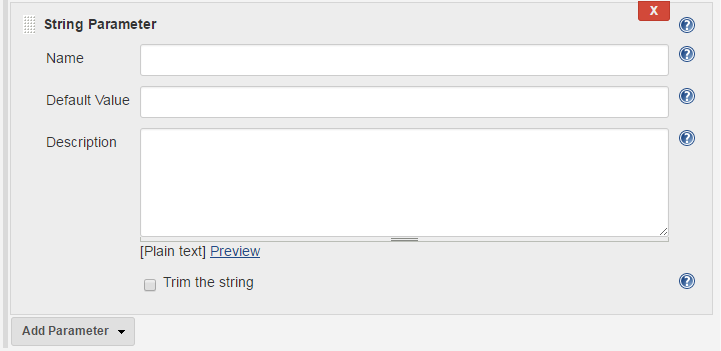 String Parameter
X
Name
Default Value
Description
[Plain text] Preview
Trim the string
Add Parameter